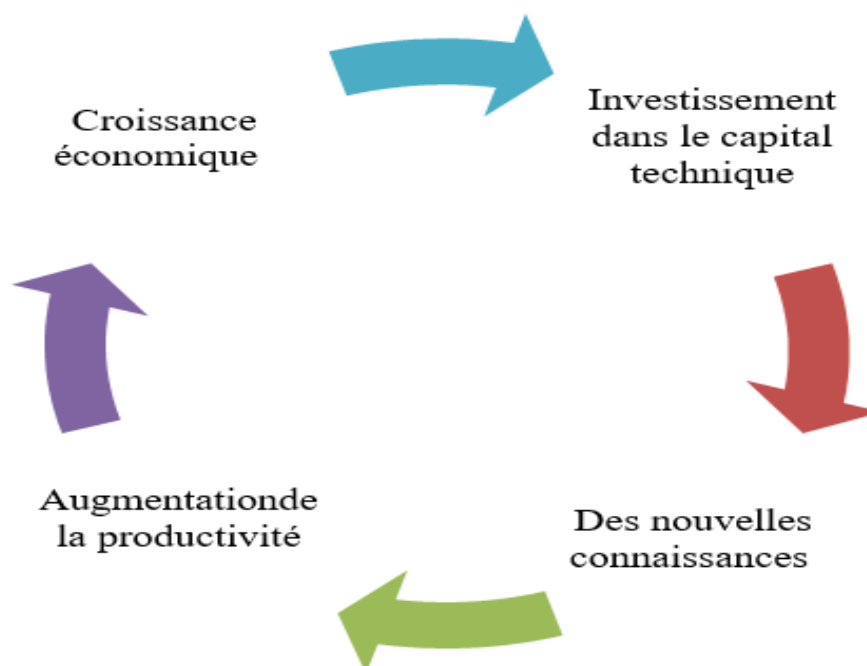 Croissance
économique
Investissement
dans le capital
technique
Des nouvelles
connaissances
Augmentationde
la productivité